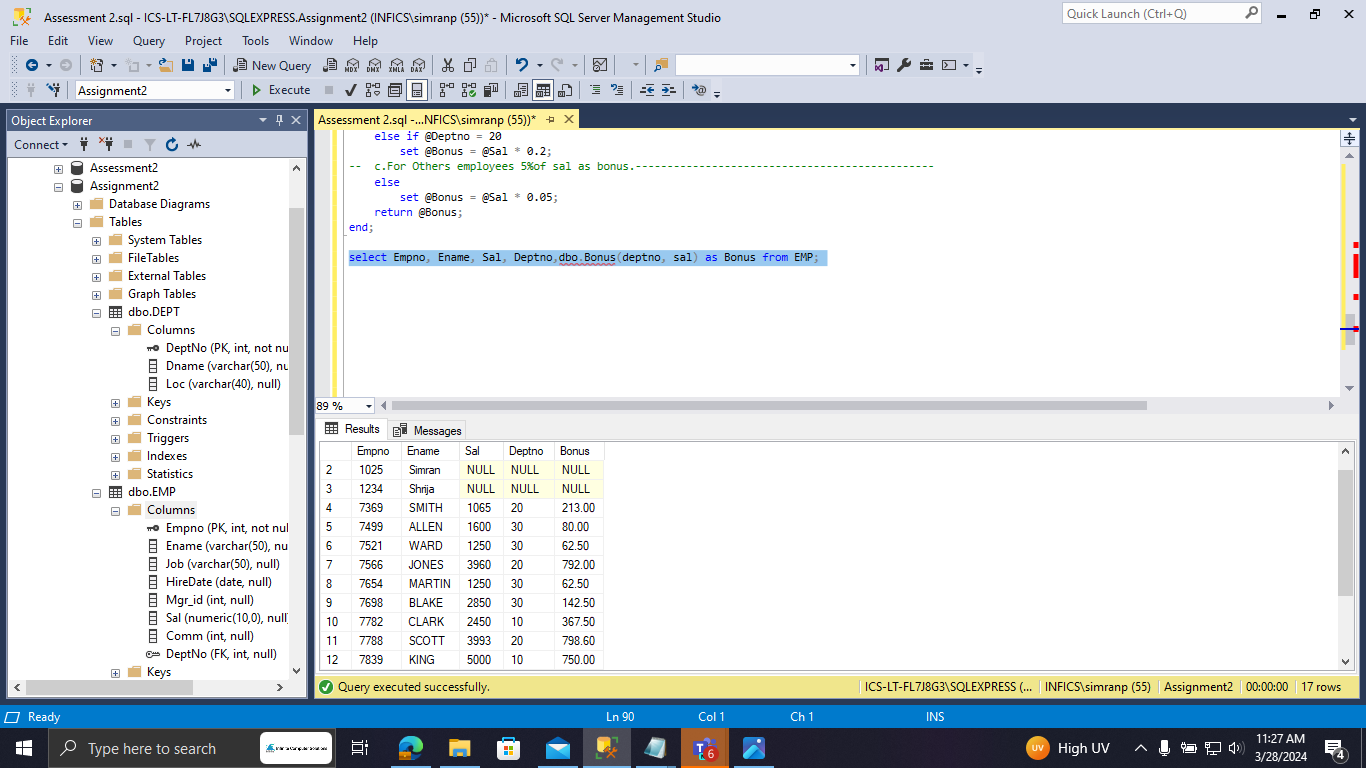 Assessment 2.sql - ICS-LT-FL7J8G3\SQLEXPRESS.Assignment2 (INFICS\simranp (55))* - Microsoft SQL Server Management Studio
Quick Launch (Ctrl+Q)
File Edit View Query Project Tools Window Help
New Query MDX DMX XMLA DAX
Assignment2 Execute
Object Explorer
Connect
Assessment2
Assignment2
Database Diagrams
Tables
System Tables
FileTables
External Tables
Graph Tables
dbo.DEPT
Columns
DeptNo (PK, int, not nu
Dname (varchar(50), nu
Loc (varchar(40), null)
Keys
Constraints
Triggers
Indexes
Statistics
dbo.EMP
Columns
Empno (PK, int, not nul
Ename (varchar(50), nu
Job (varchar(50), null)
HireDate (date, null)
Mgr_id (int, null)
Sal (numeric(10,0), null
Comm (int, null)
DeptNo (FK, int, null)
Keys
Assessment 2.sql -...NFICS\simranp (55))*
else if @Deptno = 20
set @Bonus = @Sal * 0.2;
-- c.For Others employees 5%of sal as bonus.--------------------------------------------
else
set @Bonus = @Sal * 0.05;
return @Bonus;
end;
select Empno, Ename, Sal, Deptno,dbo.Bonus(deptno, sal) as Bonus from EMP;
89 %
Results Messages
Empno Ename Sal Deptno Bonus
2 1025 Simran NULL NULL NULL
3 1234 Shrija NULL NULL NULL
4 7369 SMITH 1065 20 213.00
5 7499 ALLEN 1600 30 80.00
6 7521 WARD 1250 30 62.50
7 7566 JONES 3960 20 792.00
8 7654 MARTIN 1250 30 62.50
9 7698 BLAKE 2850 30 142.50
10 7782 CLARK 2450 10 367.50
11 7788 SCOTT 3993 20 798.60
12 7839 KING 5000 10 750.00
Query executed successfully. ICS-LT-FL7J8G3\SQLEXPRESS (... INFICS\simranp (55) Assignment2 00:00:00 17 rows
Ready Ln 90 Col 1 Ch 1 INS
Type here to search Infinite Computer Solutions 6 UV High UV 11:27 AM
3/28/2024 4